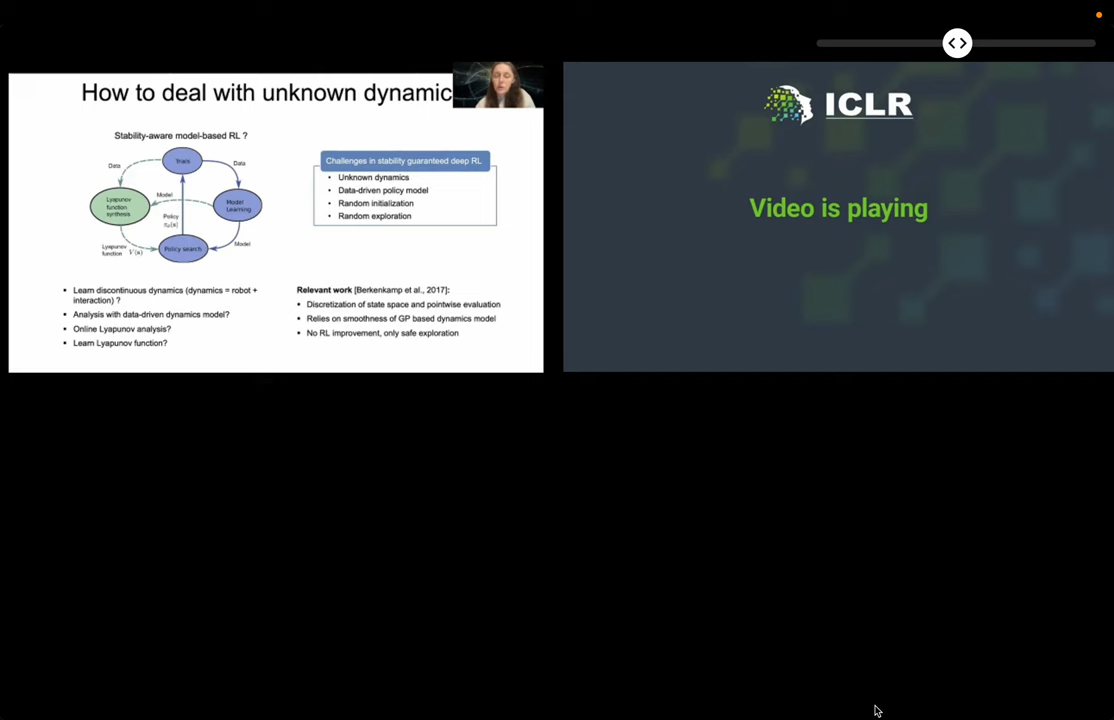 How to deal with unknown dynamic
Stability-aware model-based RL ?
Data
Trials
Data
Lyapunov
function
synthesis
Model
Model
Learning
Policy
π₀(s)
Lyapunov
function V(s)
Policy search
Model
Challenges in stability guaranteed deep RL
• Unknown dynamics
• Data-driven policy model
• Random initialization
• Random exploration
• Learn discontinuous dynamics (dynamics = robot +
interaction) ?
• Analysis with data-driven dynamics model?
• Online Lyapunov analysis?
• Learn Lyapunov function?
Relevant work [Berkenkamp et al., 2017]:
• Discretization of state space and pointwise evaluation
• Relies on smoothness of GP based dynamics model
• No RL improvement, only safe exploration
ICLR
Video is playing